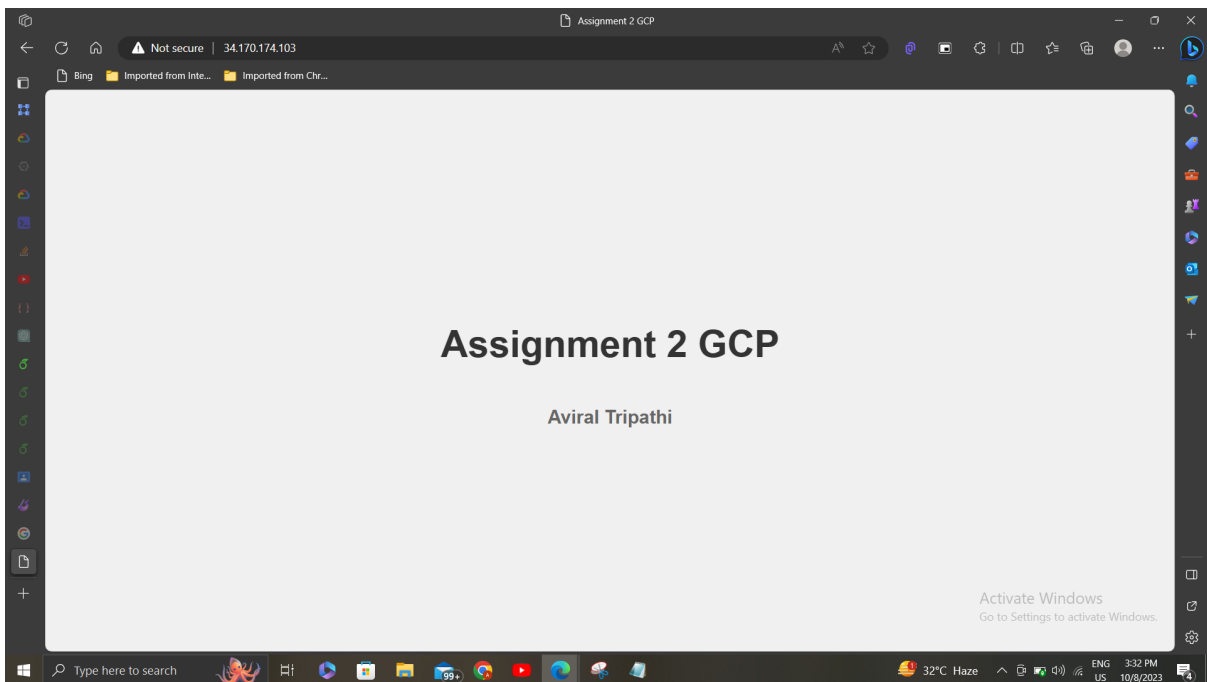 Assignment 2 GCP
Not secure | 34.170.174.103
Bing Imported from Inte... Imported from Chr...
Assignment 2 GCP
Aviral Tripathi
Activate Windows
Go to Settings to activate Windows.
Type here to search
99+
32°C Haze
ENG
US
3:32 PM
10/8/2023
4